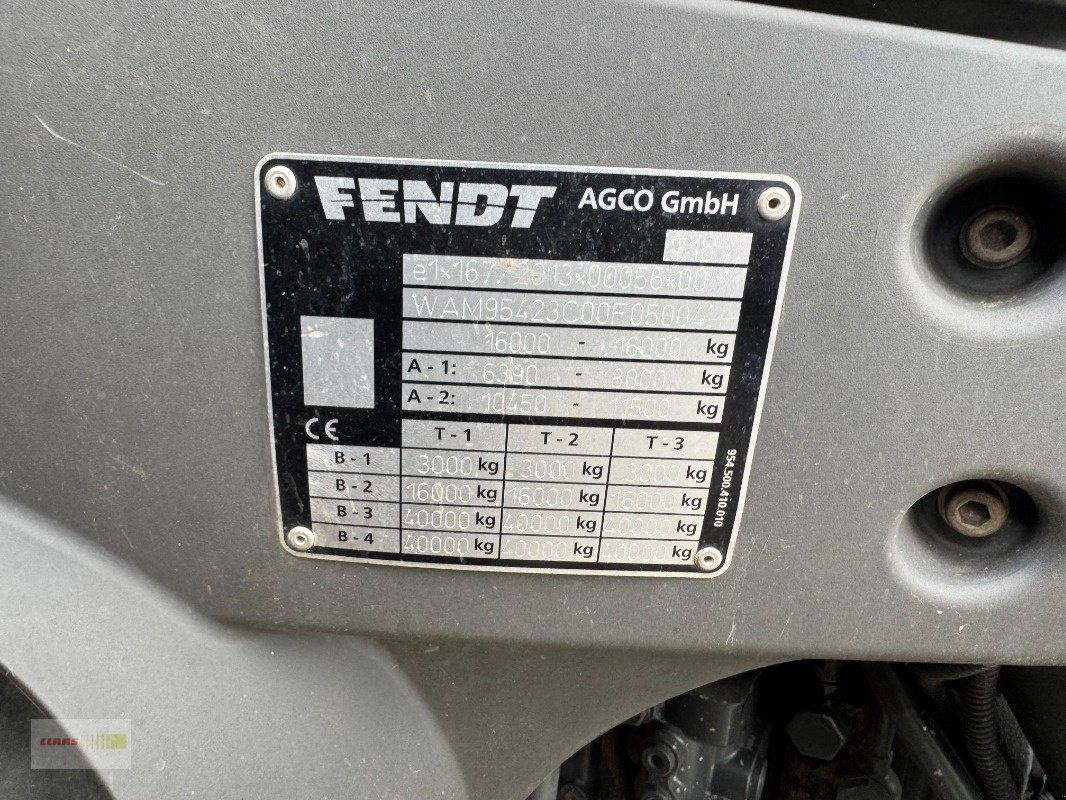 FENDT AGCO GmbH
e1*167/2013*00056*00
WAM95423C00F05004
16000 - 16000 kg
A - 1: 6390 - 8000 kg
A - 2: 10450 - 11500 kg
CE
T - 1 T - 2 T - 3
B - 1 3000 kg 3000 kg 3000 kg
B - 2 16000 kg 16000 kg 16000 kg
B - 3 40000 kg 40000 kg 40000 kg
B - 4 40000 kg 40000 kg 40000 kg
954.500.410.010
CLAAS